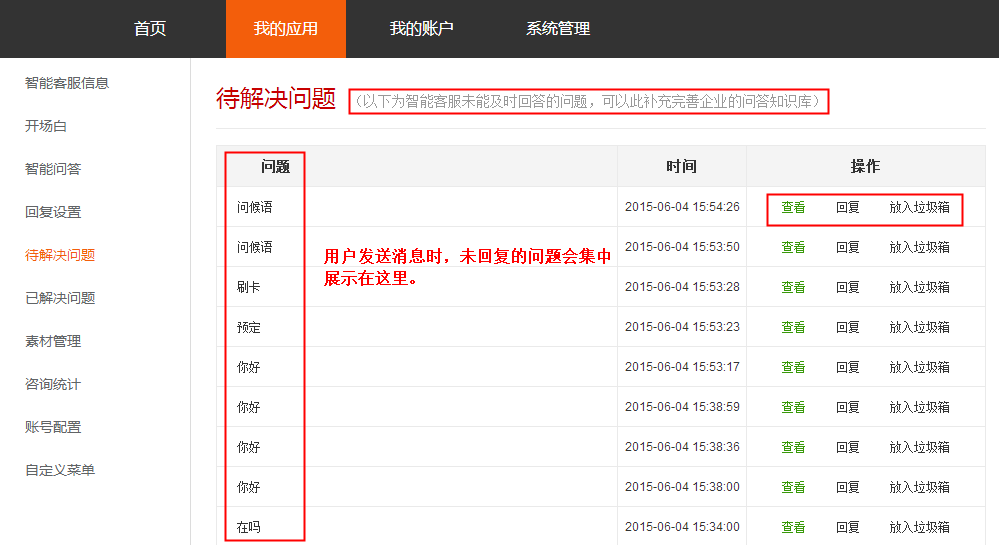 首页 我的应用 我的账户 系统管理
智能客服信息
开场白
智能问答
回复设置
待解决问题
已解决问题
素材管理
咨询统计
账号配置
自定义菜单
待解决问题 （以下为智能客服未能及时回答的问题，可以此补充完善企业的问答知识库）
问题 时间 操作
问候语 2015-06-04 15:54:26 查看 回复 放入垃圾箱
问候语 2015-06-04 15:53:50 查看 回复 放入垃圾箱
刷卡 2015-06-04 15:53:28 查看 回复 放入垃圾箱
预定 2015-06-04 15:53:23 查看 回复 放入垃圾箱
你好 2015-06-04 15:53:17 查看 回复 放入垃圾箱
你好 2015-06-04 15:38:59 查看 回复 放入垃圾箱
你好 2015-06-04 15:38:36 查看 回复 放入垃圾箱
你好 2015-06-04 15:38:00 查看 回复 放入垃圾箱
在吗 2015-06-04 15:34:00 查看 回复 放入垃圾箱
用户发送消息时，未回复的问题会集中
展示在这里。